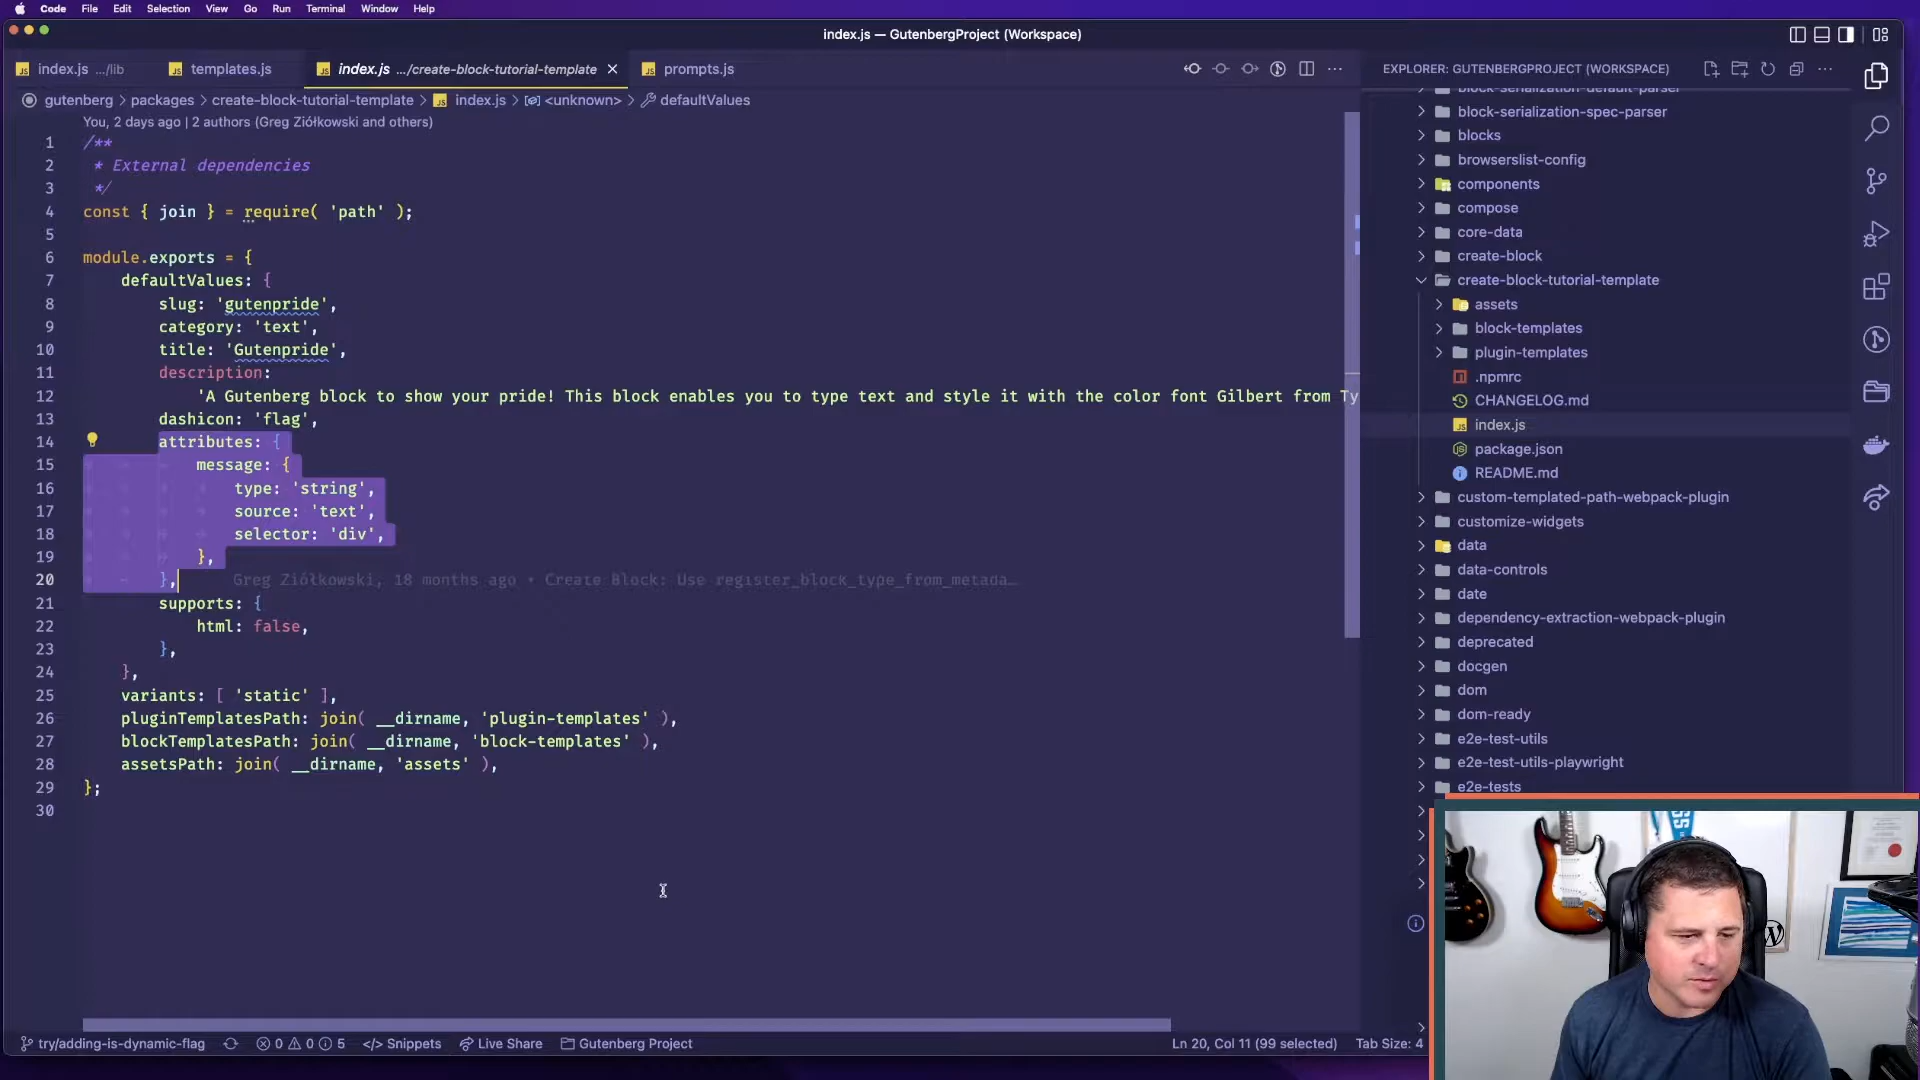 Code File Edit Selection View Go Run Terminal Window Help
index.js — GutenbergProject (Workspace)
index.js .../lib templates.js index.js .../create-block-tutorial-template prompts.js
gutenberg > packages > create-block-tutorial-template > index.js > <unknown> > defaultValues
You, 2 days ago | 2 authors (Greg Ziółkowski and others)
1 /**
2 * External dependencies
3 */
4 const { join } = require( 'path' );
5
6 module.exports = {
7 defaultValues: {
8 slug: 'gutenpride',
9 category: 'text',
10 title: 'Gutenpride',
11 description:
12 'A Gutenberg block to show your pride! This block enables you to type text and style it with the color font Gilbert from Ty
13 dashicon: 'flag',
14 attributes: {
15 message: {
16 type: 'string',
17 source: 'text',
18 selector: 'div',
19 },
20 }, Greg Ziółkowski, 18 months ago • Create Block: Use register_block_type_from_metada…
21 supports: {
22 html: false,
23 },
24 },
25 variants: [ 'static' ],
26 pluginTemplatesPath: join( __dirname, 'plugin-templates' ),
27 blockTemplatesPath: join( __dirname, 'block-templates' ),
28 assetsPath: join( __dirname, 'assets' ),
29 };
30
EXPLORER: GUTENBERGPROJECT (WORKSPACE)
block-serialization-default-parser
block-serialization-spec-parser
blocks
browserslist-config
components
compose
core-data
create-block
create-block-tutorial-template
assets
block-templates
plugin-templates
.npmrc
CHANGELOG.md
index.js
package.json
README.md
custom-templated-path-webpack-plugin
customize-widgets
data
data-controls
date
dependency-extraction-webpack-plugin
deprecated
docgen
dom
dom-ready
e2e-test-utils
e2e-test-utils-playwright
e2e-tests
try/adding-is-dynamic-flag 0 0 5 </> Snippets Live Share Gutenberg Project Ln 20, Col 11 (99 selected) Tab Size: 4